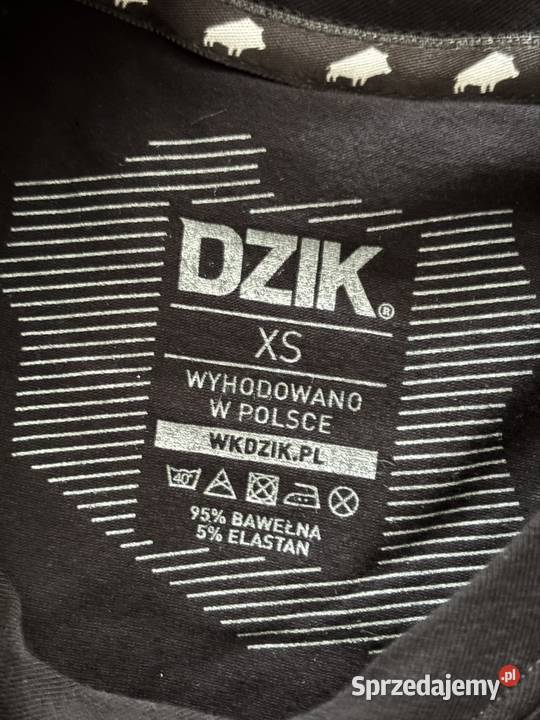 DZIK®
XS
WYHODOWANO
W POLSCE
WKDZIK.PL
40°
95% BAWEŁNA
5% ELASTAN
Sprzedajemy.pl